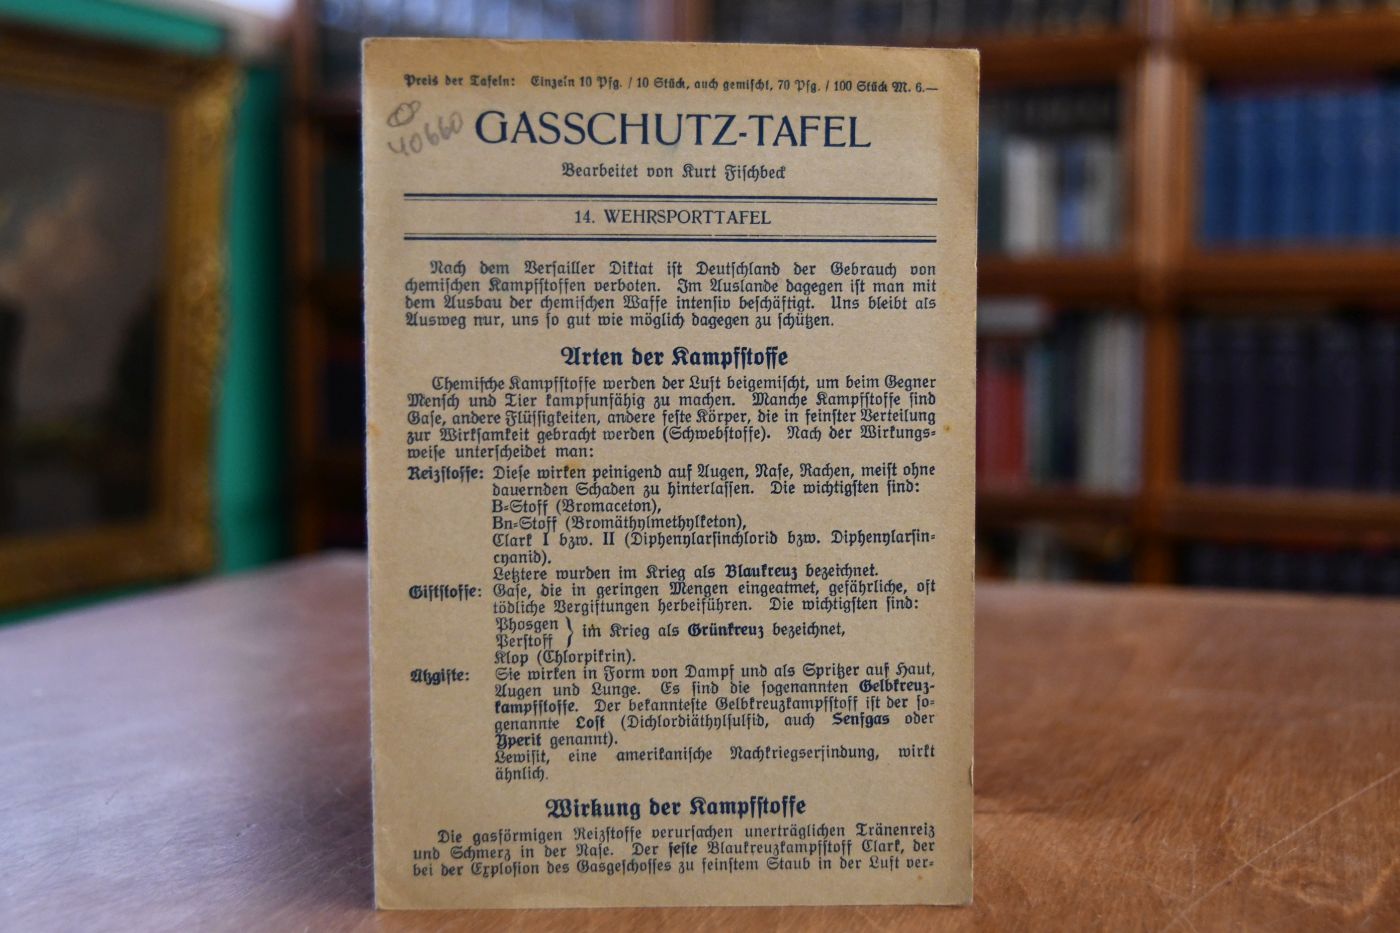 Preis der Tafeln: Einzeln 10 Pfg. / 10 Stück, auch gemischt, 70 Pfg. / 100 Stück M. 6.—
40660
GASSCHUTZ-TAFEL
Bearbeitet von Kurt Fischbeck
14. WEHRSPORTTAFEL
Nach dem Versailler Diktat ist Deutschland der Gebrauch von
chemischen Kampfstoffen verboten. Im Auslande dagegen ist man mit
dem Ausbau der chemischen Waffe intensiv beschäftigt. Uns bleibt als
Ausweg nur, uns so gut wie möglich dagegen zu schützen.
Arten der Kampfstoffe
Chemische Kampfstoffe werden der Luft beigemischt, um beim Gegner
Mensch und Tier kampfunfähig zu machen. Manche Kampfstoffe sind
Gase, andere Flüssigkeiten, andere feste Körper, die in feinster Verteilung
zur Wirksamkeit gebracht werden (Schwebstoffe). Nach der Wirkungs-
weise unterscheidet man:
Reizstoffe: Diese wirken peinigend auf Augen, Nase, Rachen, meist ohne
dauernden Schaden zu hinterlassen. Die wichtigsten sind:
B-Stoff (Bromaceton),
Bn-Stoff (Bromäthylmethylketon),
Clark I bzw. II (Diphenylarsinchlorid bzw. Diphenylarsin-
cyanid).
Letztere wurden im Krieg als Blaukreuz bezeichnet.
Giftstoffe: Gase, die in geringen Mengen eingeatmet, gefährliche, oft
tödliche Vergiftungen herbeiführen. Die wichtigsten sind:
Phosgen
Perstoff } im Krieg als Grünkreuz bezeichnet,
Klop (Chlorpikrin).
Ätzgifte: Sie wirken in Form von Dampf und als Spritzer auf Haut,
Augen und Lunge. Es sind die sogenannten Gelbkreuz-
kampfstoffe. Der bekannteste Gelbkreuzkampfstoff ist der so-
genannte Lost (Dichlordiäthylsulfid, auch Senfgas oder
Yperit genannt).
Lewisit, eine amerikanische Nachkriegserfindung, wirkt
ähnlich.
Wirkung der Kampfstoffe
Die gasförmigen Reizstoffe verursachen unerträglichen Tränenreiz
und Schmerz in der Nase. Der feste Blaukreuzkampfstoff Clark, der
bei der Explosion des Gasgeschosses zu feinstem Staub in der Luft ver-